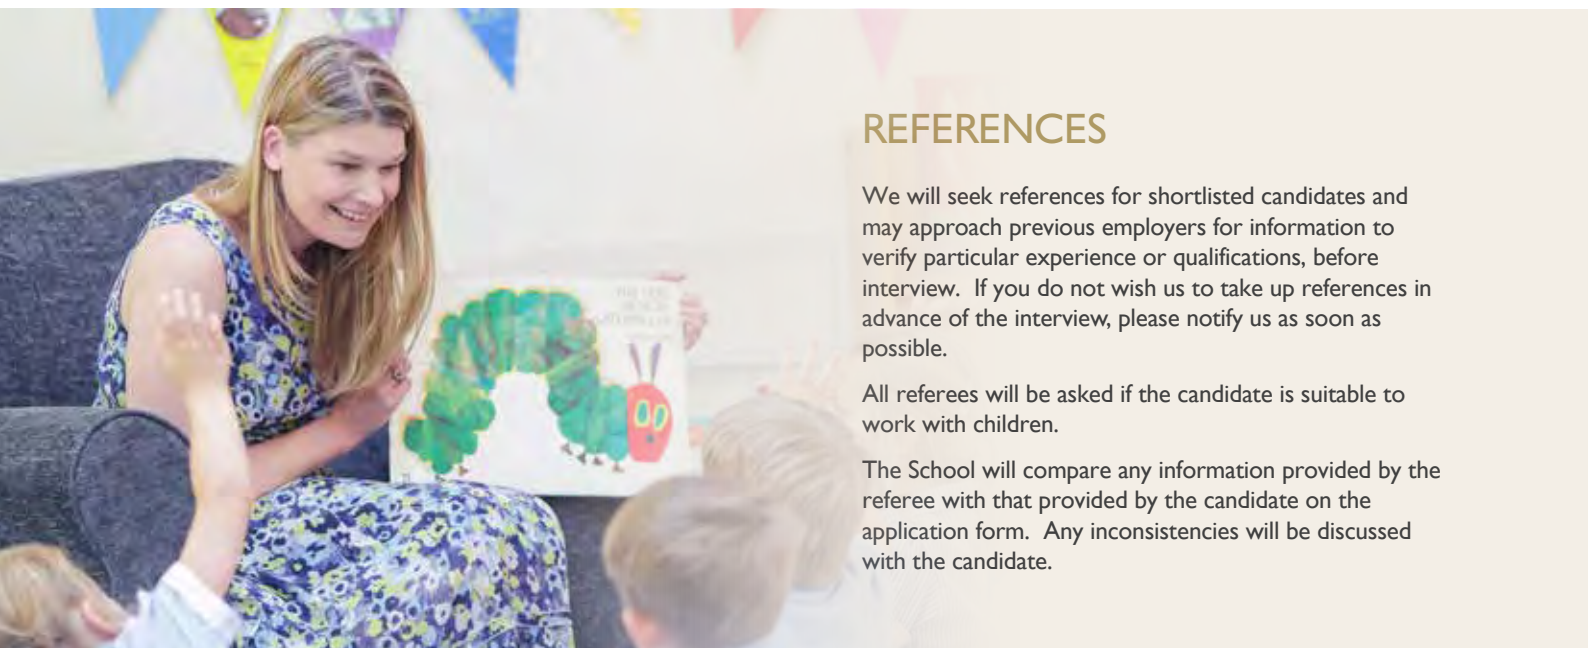 REFERENCES
We will seek references for shortlisted candidates and
may approach previous employers for information to
verify particular experience or qualifications, before
interview.  If you do not wish us to take up references in
advance of the interview, please notify us as soon as
possible.
All referees will be asked if the candidate is suitable to
work with children.
The School will compare any information provided by the
referee with that provided by the candidate on the
application form.  Any inconsistencies will be discussed
with the candidate.